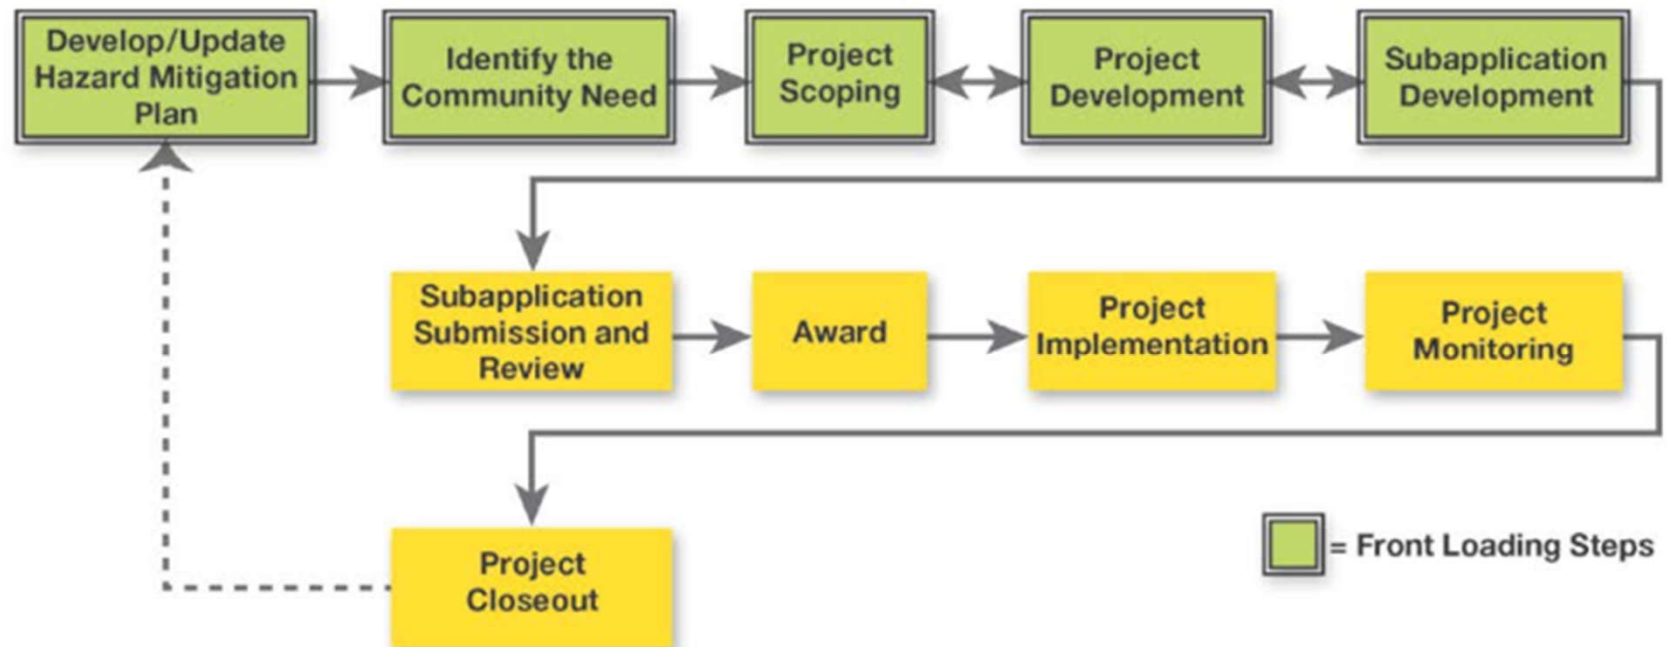 Develop/Update
Hazard Mitigation
Plan
Identify the
Community Need
Project
Scoping
Project
Development
Subapplication
Development
Subapplication
Submission and
Review
Award
Project
Implementation
Project
Monitoring
Project
Closeout
= Front Loading Steps